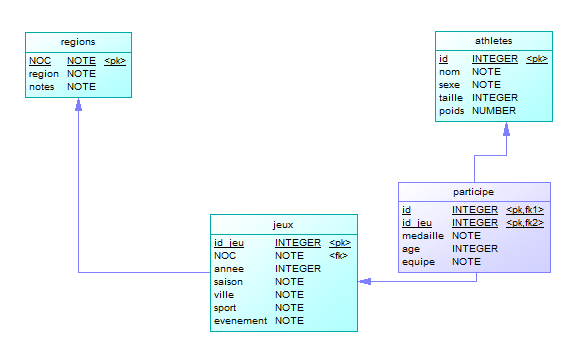 regions
NOC NOTE <pk>
region NOTE
notes NOTE
athletes
id INTEGER <pk>
nom NOTE
sexe NOTE
taille INTEGER
poids NUMBER
participe
id INTEGER <pk,fk1>
id_jeu INTEGER <pk,fk2>
medaille NOTE
age INTEGER
equipe NOTE
jeux
id_jeu INTEGER <pk>
NOC NOTE <fk>
annee INTEGER
saison NOTE
ville NOTE
sport NOTE
evenement NOTE